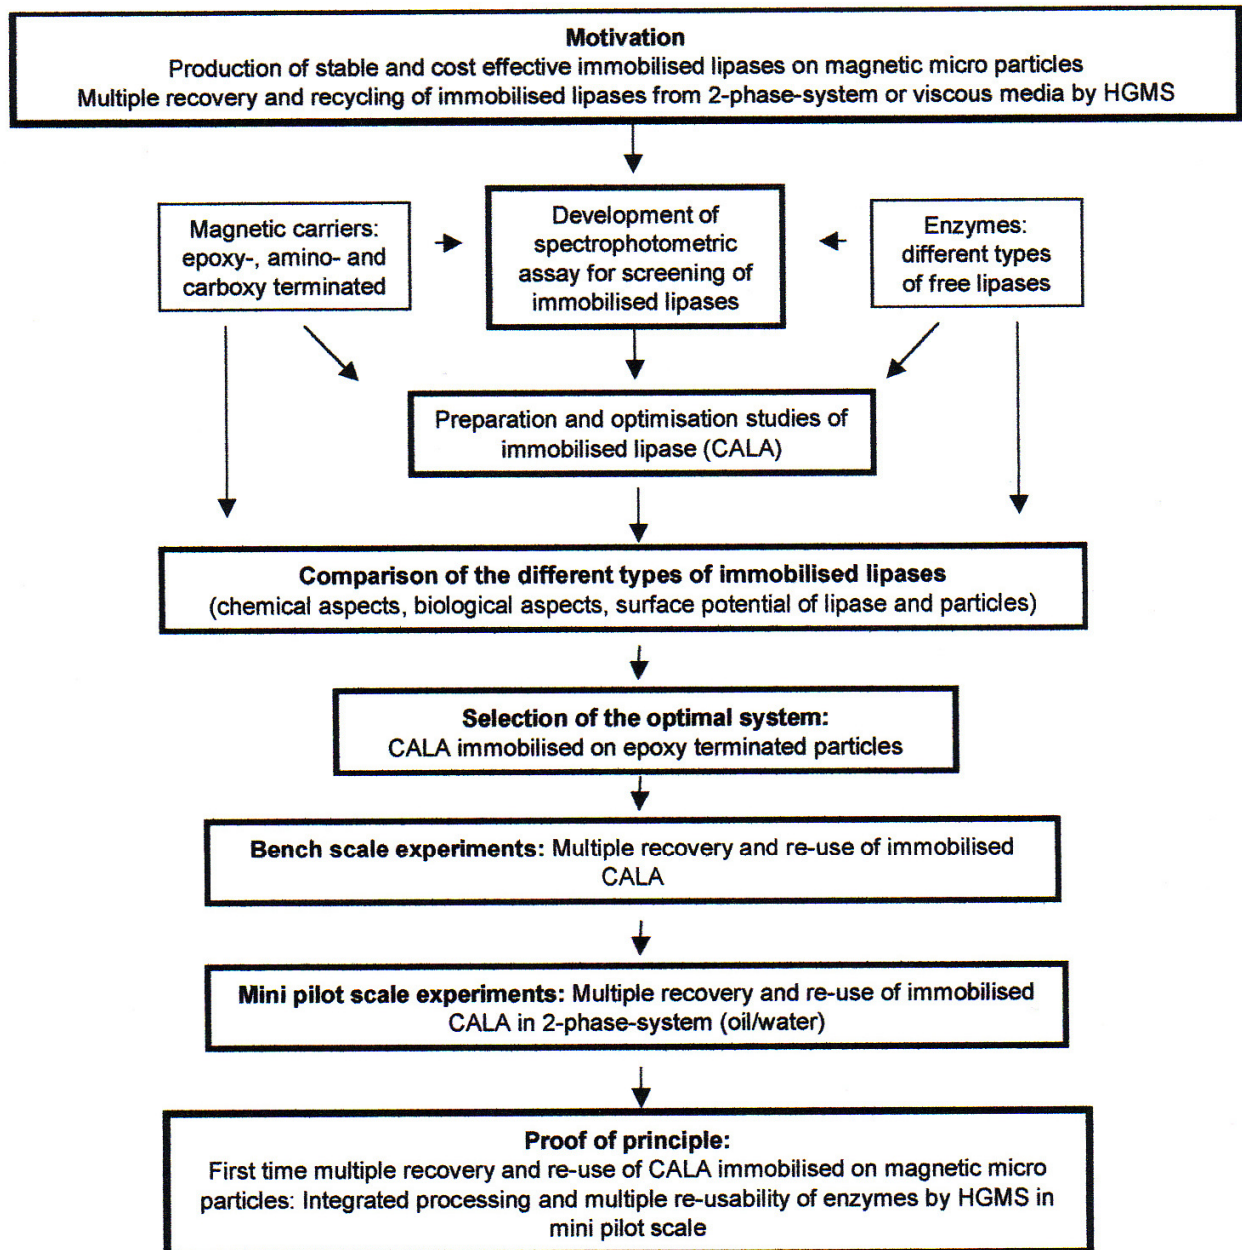 Motivation
Production of stable and cost effective immobilised lipases on magnetic micro particles
Multiple recovery and recycling of immobilised lipases from 2-phase-system or viscous media by HGMS
Magnetic carriers:
epoxy-, amino- and
carboxy terminated
Development of
spectrophotometric
assay for screening of
immobilised lipases
Enzymes:
different types
of free lipases
Preparation and optimisation studies of
immobilised lipase (CALA)
Comparison of the different types of immobilised lipases
(chemical aspects, biological aspects, surface potential of lipase and particles)
Selection of the optimal system:
CALA immobilised on epoxy terminated particles
Bench scale experiments: Multiple recovery and re-use of immobilised
CALA
Mini pilot scale experiments: Multiple recovery and re-use of immobilised
CALA in 2-phase-system (oil/water)
Proof of principle:
First time multiple recovery and re-use of CALA immobilised on magnetic micro
particles: Integrated processing and multiple re-usability of enzymes by HGMS in
mini pilot scale